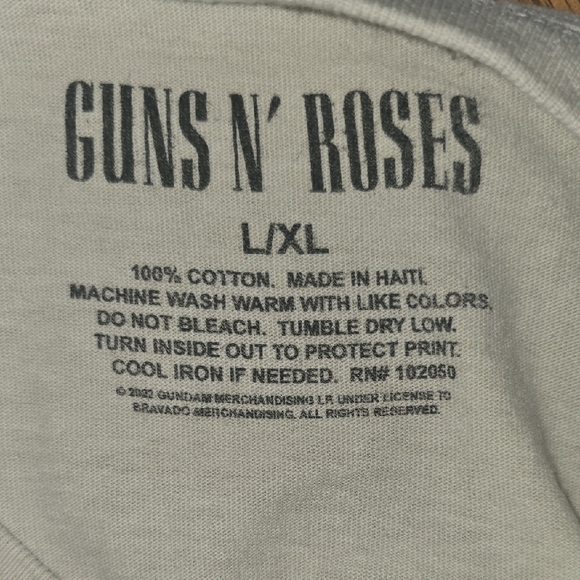 GUNS N' ROSES
L/XL
100% COTTON. MADE IN HAITI.
MACHINE WASH WARM WITH LIKE COLORS.
DO NOT BLEACH. TUMBLE DRY LOW.
TURN INSIDE OUT TO PROTECT PRINT.
COOL IRON IF NEEDED. RN# 102050
© 2022 GUNDAM MERCHANDISING LP. UNDER LICENSE TO
BRAVADO MERCHANDISING. ALL RIGHTS RESERVED.